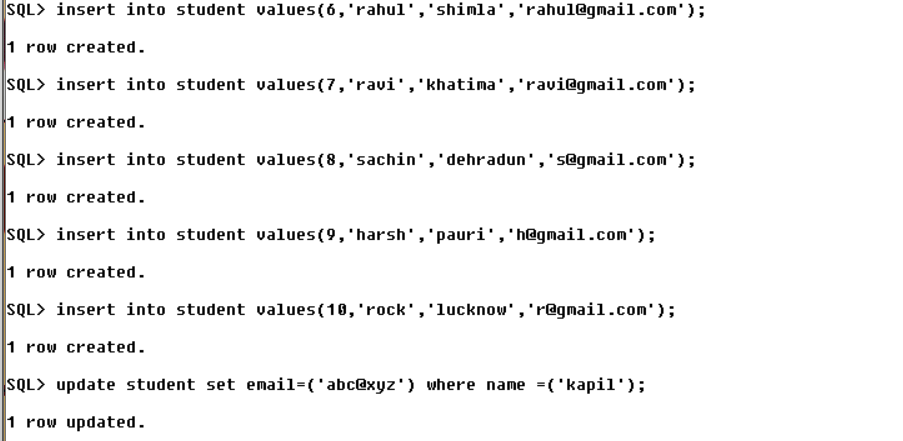 SQL> insert into student values(6,'rahul','shimla','rahul@gmail.com');
1 row created.
SQL> insert into student values(7,'ravi','khatima','ravi@gmail.com');
1 row created.
SQL> insert into student values(8,'sachin','dehradun','s@gmail.com');
1 row created.
SQL> insert into student values(9,'harsh','pauri','h@gmail.com');
1 row created.
SQL> insert into student values(10,'rock','lucknow','r@gmail.com');
1 row created.
SQL> update student set email=('abc@xyz') where name =('kapil');
1 row updated.